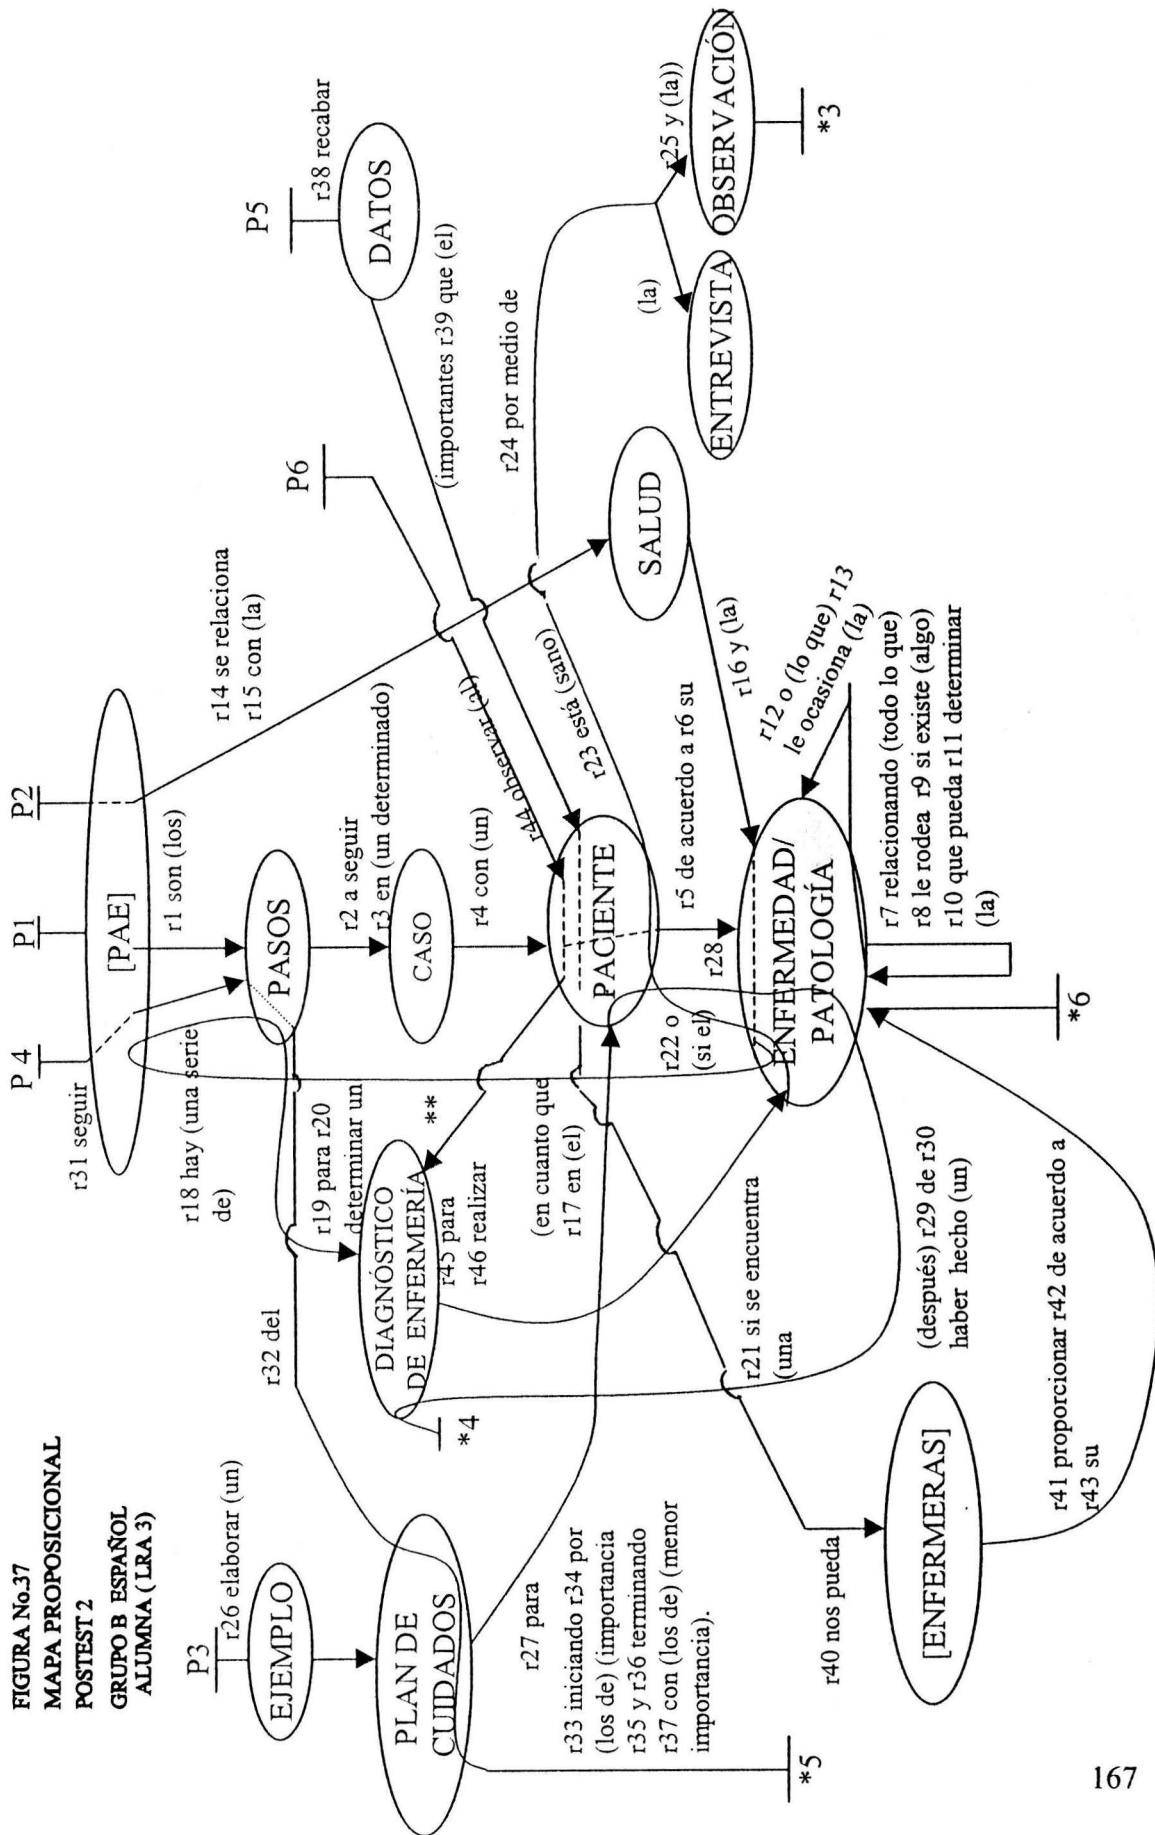 FIGURA No.37
MAPA PROPOSICIONAL
POSTEST 2
GRUPO B ESPAÑOL
ALUMNA ( LRA 3)
P3
r26 elaborar (un)
EJEMPLO
PLAN DE
CUIDADOS
r27 para
r33 iniciando r34 por
(los de) (importancia
r35 y r36 terminando
r37 con (los de) (menor
importancia).
*5
P 4
r31 seguir
P1
P2
[PAE]
r1 son (los)
r14 se relaciona
r15 con (la)
r18 hay (una serie
de)
PASOS
r2 a seguir
r3 en (un determinado)
CASO
r4 con (un)
r19 para r20
determinar un
r32 del
**
DIAGNÓSTICO
DE ENFERMERÍA
*4
r45 para
r46 realizar
(en cuanto que
r17 en (el)
PACIENTE
r44 observar (al)
P6
P5
r38 recabar
DATOS
(importantes r39 que (el)
r23 está (sano)
r24 por medio de
(la)
r25 y (la))
ENTREVISTA
OBSERVACIÓN
*3
SALUD
r16 y (la)
r5 de acuerdo a r6 su
r28
r22 o
(si el)
r21 si se encuentra
(una
ENFERMEDAD/
PATOLOGÍA
r12 o (lo que) r13
le ocasiona (la)
r7 relacionando (todo lo que)
r8 le rodea r9 si existe (algo)
r10 que pueda r11 determinar
(la)
*6
(después) r29 de r30
haber hecho (un)
r40 nos pueda
[ENFERMERAS]
r41 proporcionar r42 de acuerdo a
r43 su
167